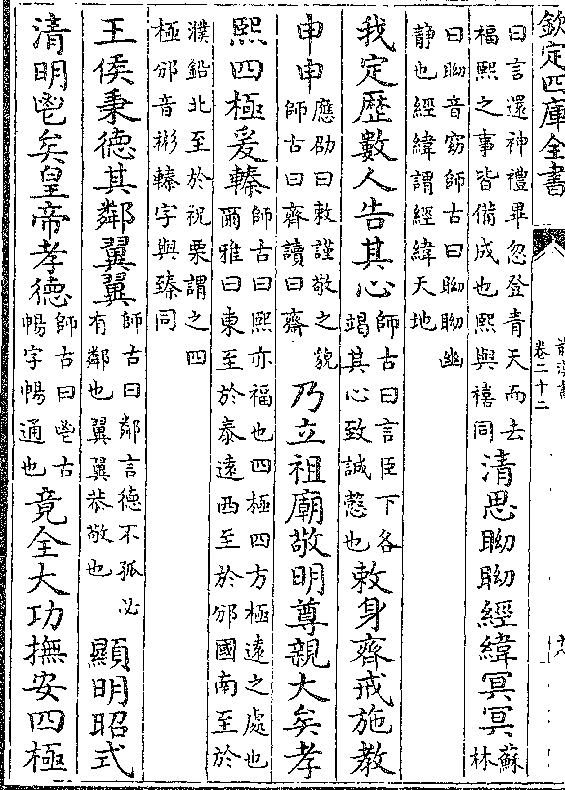 欽定四庫全書
卷二十二
曰言還神禮畢忽登青天而去
福熙之事皆備成也熙與禧同
清思眑眑經緯冥冥
蘇林
曰眑音窈師古曰眑眑幽
靜也經緯謂經緯天地
我定歷數人告其心
師古曰言臣下各
竭其心致誠慤也
敕身齊戒施教
申申
應劭曰敕謹敬之貌
師古曰齊讀曰齋
乃立祖廟敬明尊親大矣孝
熙四極爰轃
師古曰熙亦福也四極四方極遠之處也
爾雅曰東至於泰遠西至於邠國南至於
濮鈆北至於祝栗謂之四
極邠音彬轃字與臻同
王侯秉德其鄰翼翼
師古曰鄰言德不孤必
有鄰也翼翼恭敬也
顯明昭式
清明鬯矣皇帝孝德
師古曰鬯古
暢字暢通也
竟全大功撫安四極